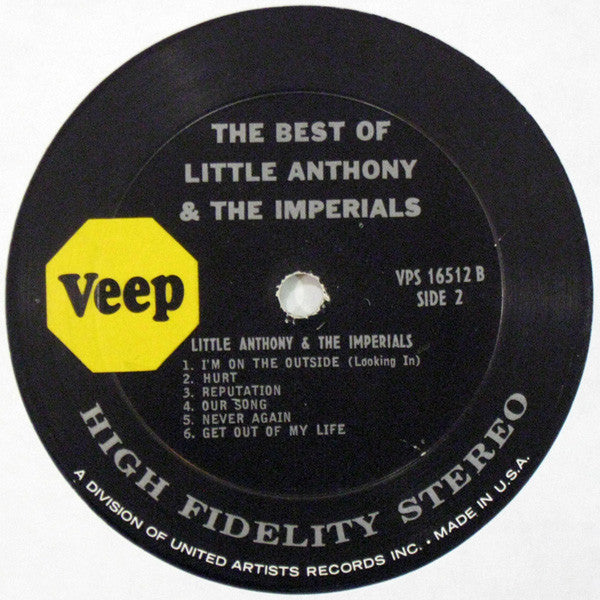 THE BEST OF
LITTLE ANTHONY
& THE IMPERIALS
Veep
VPS 16512 B
SIDE 2
LITTLE ANTHONY & THE IMPERIALS
1. I'M ON THE OUTSIDE (Looking In)
2. HURT
3. REPUTATION
4. OUR SONG
5. NEVER AGAIN
6. GET OUT OF MY LIFE
HIGH FIDELITY STEREO
A DIVISION OF UNITED ARTISTS RECORDS INC. • MADE IN U.S.A.